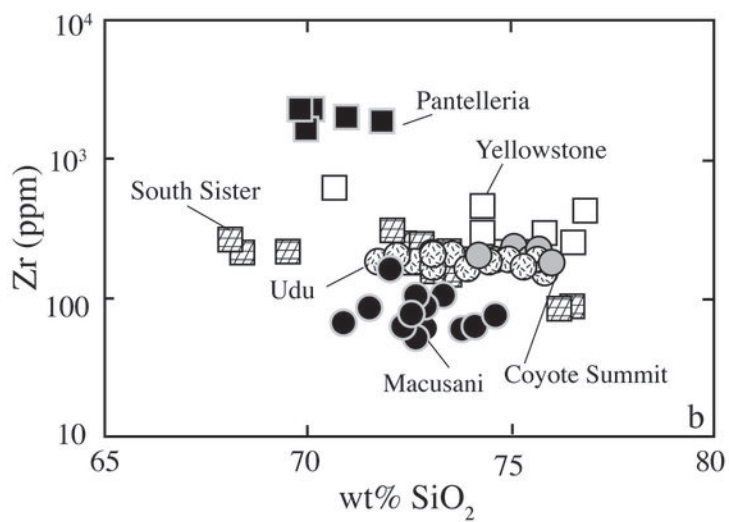 10⁴
Pantelleria
Zr (ppm)
10³
Yellowstone
South Sister
Udu
100
Macusani
Coyote Summit
b
10
65
70
75
80
wt% SiO₂